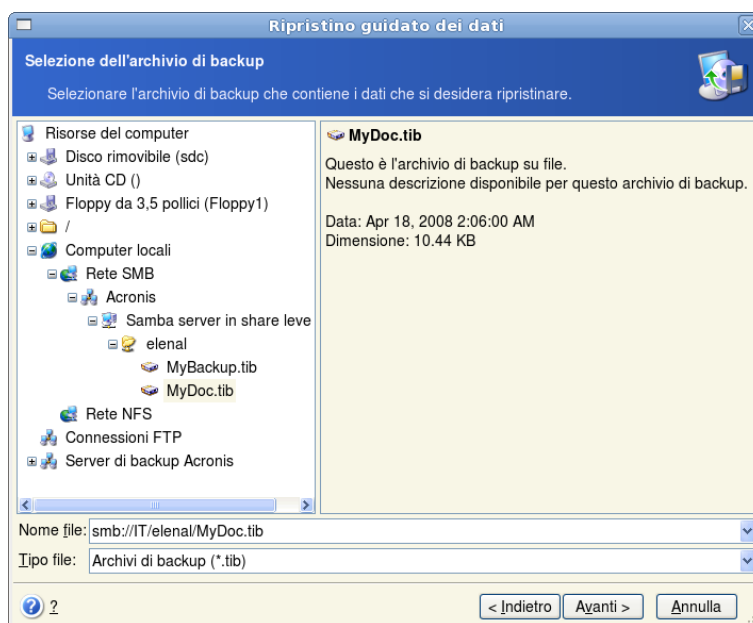 Ripristino guidato dei dati
Selezione dell'archivio di backup
Selezionare l'archivio di backup che contiene i dati che si desidera ripristinare.
Risorse del computer
Disco rimovibile (sdc)
Unità CD ()
Floppy da 3,5 pollici (Floppy1)
/
Computer locali
Rete SMB
Acronis
Samba server in share leve
elenal
MyBackup.tib
MyDoc.tib
Rete NFS
Connessioni FTP
Server di backup Acronis
MyDoc.tib
Questo è l'archivio di backup su file.
Nessuna descrizione disponibile per questo archivio di backup.
Data: Apr 18, 2008 2:06:00 AM
Dimensione: 10.44 KB
Nome file: smb://IT/elenal/MyDoc.tib
Tipo file: Archivi di backup (*.tib)
? ? < Indietro Avanti > Annulla